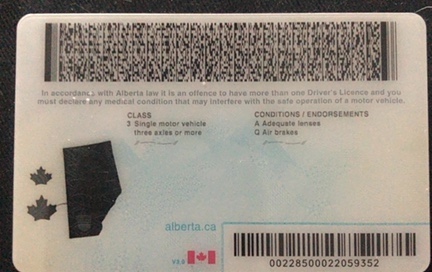 In accordance with Alberta law it is an offence to have more than one Driver's Licence and you
must declare any medical condition that may interfere with the safe operation of a motor vehicle.
CLASS
3 Single motor vehicle
three axles or more
CONDITIONS / ENDORSEMENTS
A Adequate lenses
Q Air brakes
alberta.ca
V3.0
00228500022059352